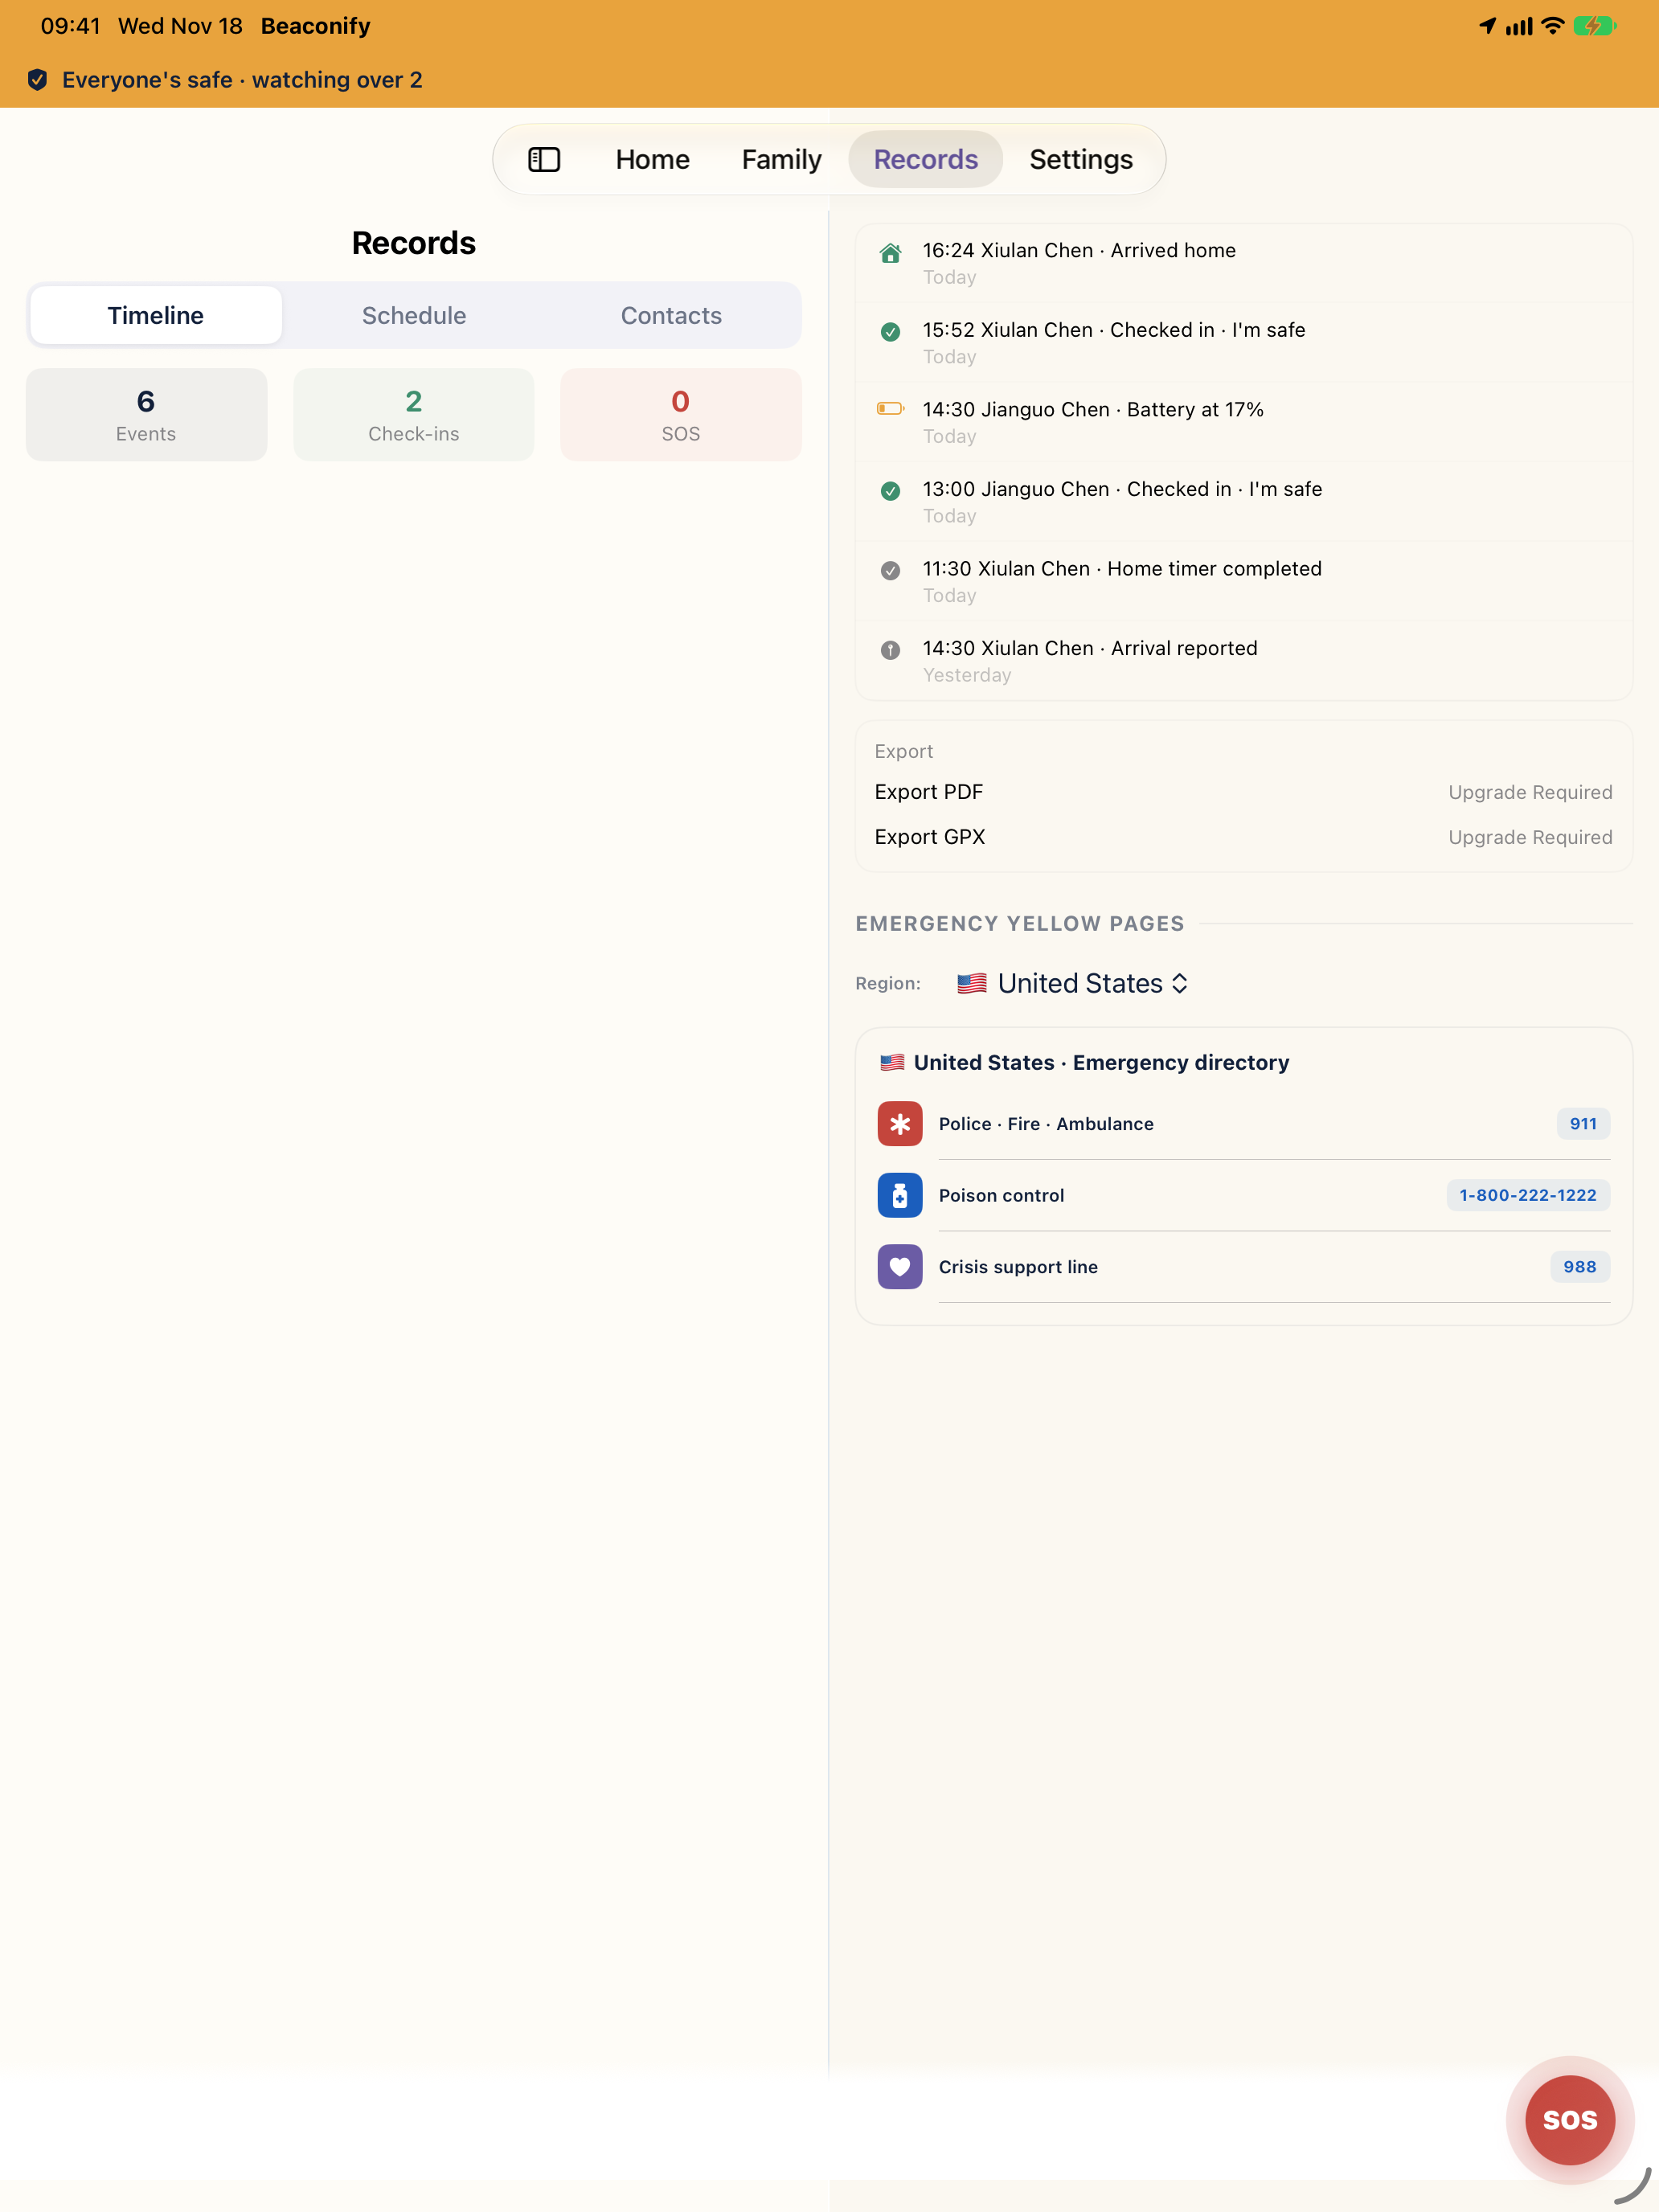 09:41 Wed Nov 18 Beaconify
Everyone's safe · watching over 2
Home Family Records Settings
Records
Timeline Schedule Contacts
6
Events
2
Check-ins
0
SOS
16:24 Xiulan Chen · Arrived home
Today
15:52 Xiulan Chen · Checked in · I'm safe
Today
14:30 Jianguo Chen · Battery at 17%
Today
13:00 Jianguo Chen · Checked in · I'm safe
Today
11:30 Xiulan Chen · Home timer completed
Today
14:30 Xiulan Chen · Arrival reported
Yesterday
Export
Export PDF Upgrade Required
Export GPX Upgrade Required
EMERGENCY YELLOW PAGES
Region: 🇺🇸 United States
🇺🇸 United States · Emergency directory
Police · Fire · Ambulance 911
Poison control 1-800-222-1222
Crisis support line 988
SOS